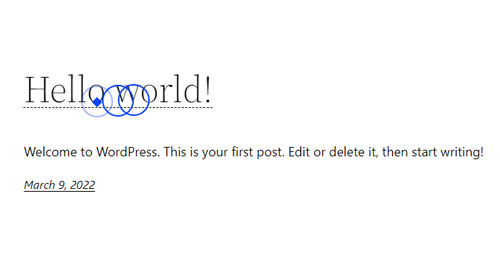 Hello world!
Welcome to WordPress. This is your first post. Edit or delete it, then start writing!
March 9, 2022